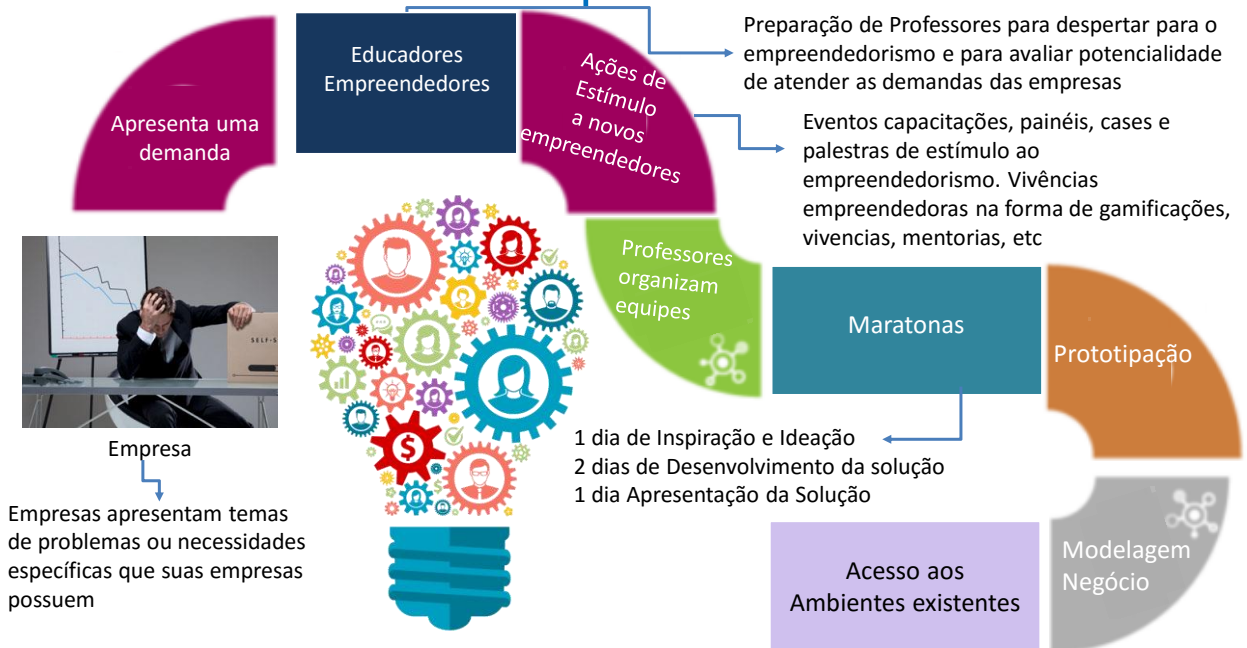 Apresenta uma
demanda
Educadores
Empreendedores
Ações de
Estímulo
a novos
empreendedores
Preparação de Professores para despertar para o
empreendedorismo e para avaliar potencialidade
de atender as demandas das empresas
Eventos capacitações, painéis, cases e
palestras de estímulo ao
empreendedorismo. Vivências
empreendedoras na forma de gamificações,
vivencias, mentorias, etc
Professores
organizam
equipes
Maratonas
Prototipação
SELF-S
Empresa
Empresas apresentam temas
de problemas ou necessidades
específicas que suas empresas
possuem
$
$
1 dia de Inspiração e Ideação
2 dias de Desenvolvimento da solução
1 dia Apresentação da Solução
Acesso aos
Ambientes existentes
Modelagem
Negócio